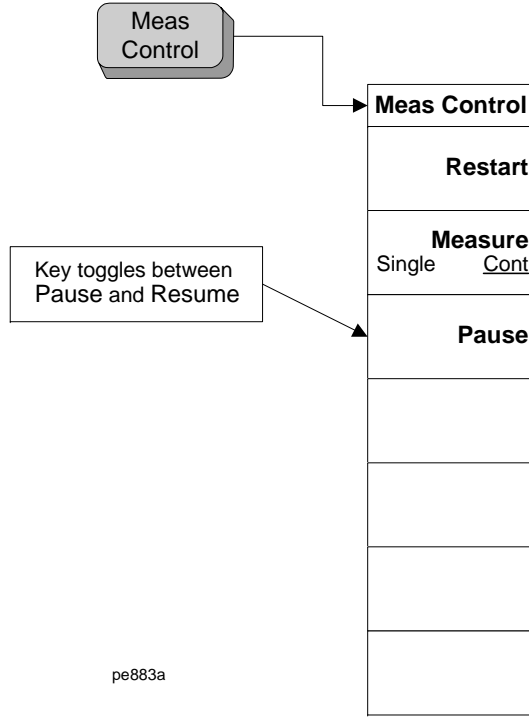 Meas
Control
Meas Control
Restart
Measure
Single Cont
Key toggles between
Pause and Resume
Pause
pe883a